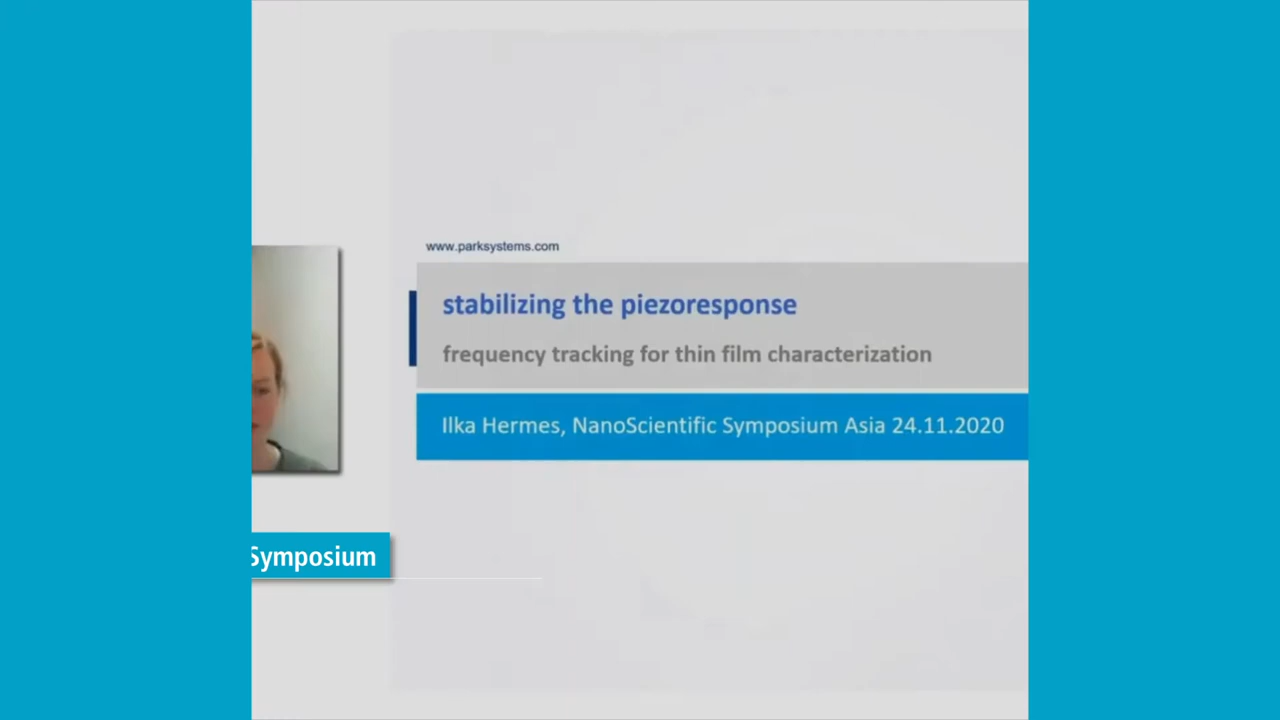 www.parksystems.com
stabilizing the piezoresponse
frequency tracking for thin film characterization
Ilka Hermes, NanoScientific Symposium Asia 24.11.2020
Symposium